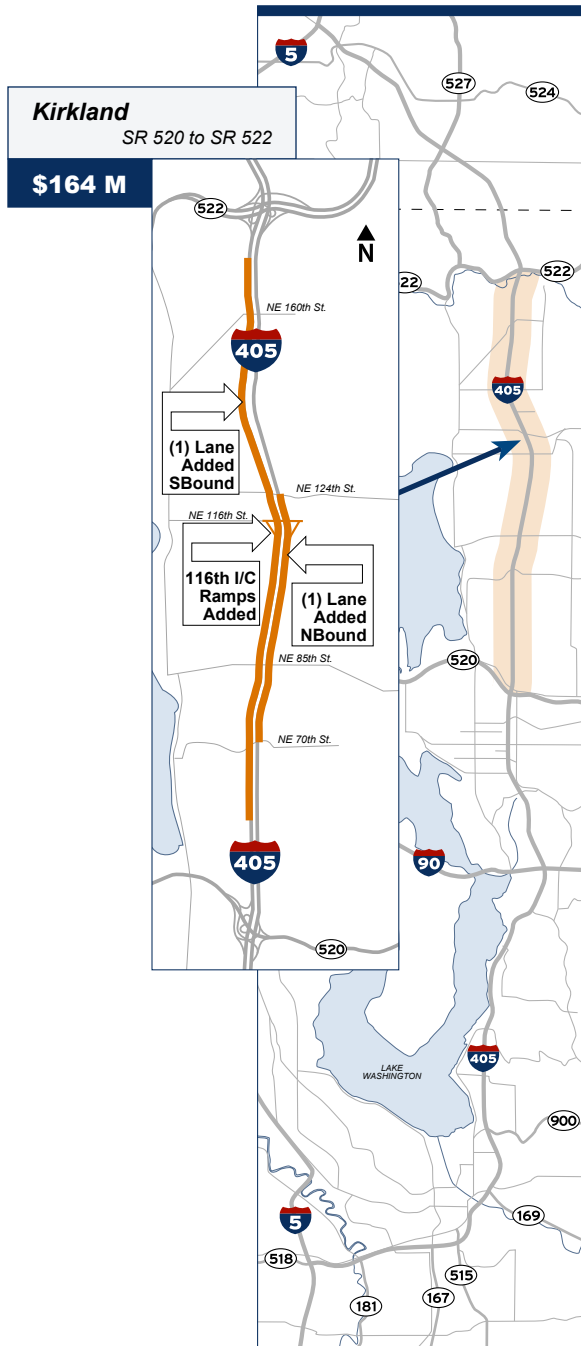 5
527
524
Kirkland
SR 520 to SR 522
$164 M
522
N
522
22
NE 160th St.
405
405
(1) Lane
Added
SBound
NE 124th St.
NE 116th St.
116th I/C
Ramps
Added
(1) Lane
Added
NBound
NE 85th St.
520
NE 70th St.
405
90
520
405
LAKE
WASHINGTON
900
169
5
518
515
167
181